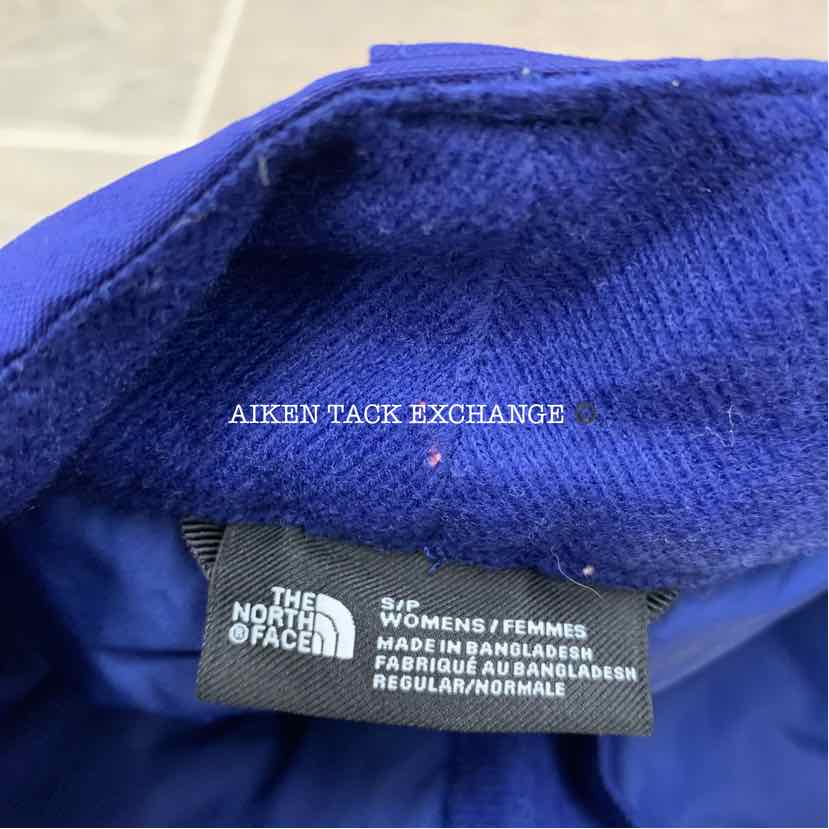 AIKEN TACK EXCHANGE ©
THE
NORTH
® FACE
S/P
WOMENS / FEMMES
MADE IN BANGLADESH
FABRIQUÉ AU BANGLADESH
REGULAR/NORMALE